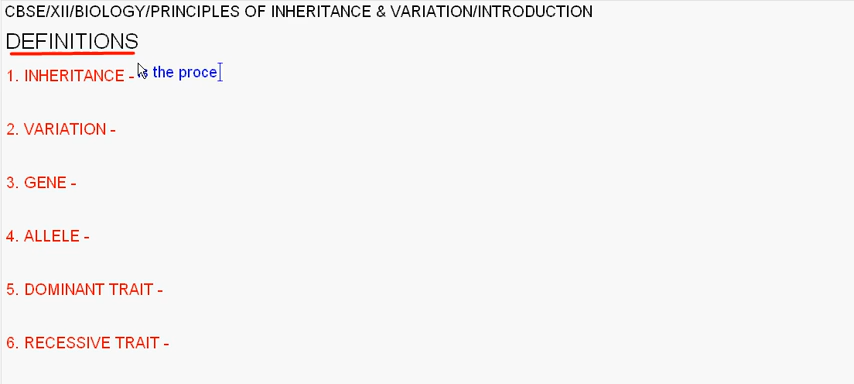 CBSE/XII/BIOLOGY/PRINCIPLES OF INHERITANCE & VARIATION/INTRODUCTION
DEFINITIONS
1. INHERITANCE - is the proce
2. VARIATION -
3. GENE -
4. ALLELE -
5. DOMINANT TRAIT -
6. RECESSIVE TRAIT -